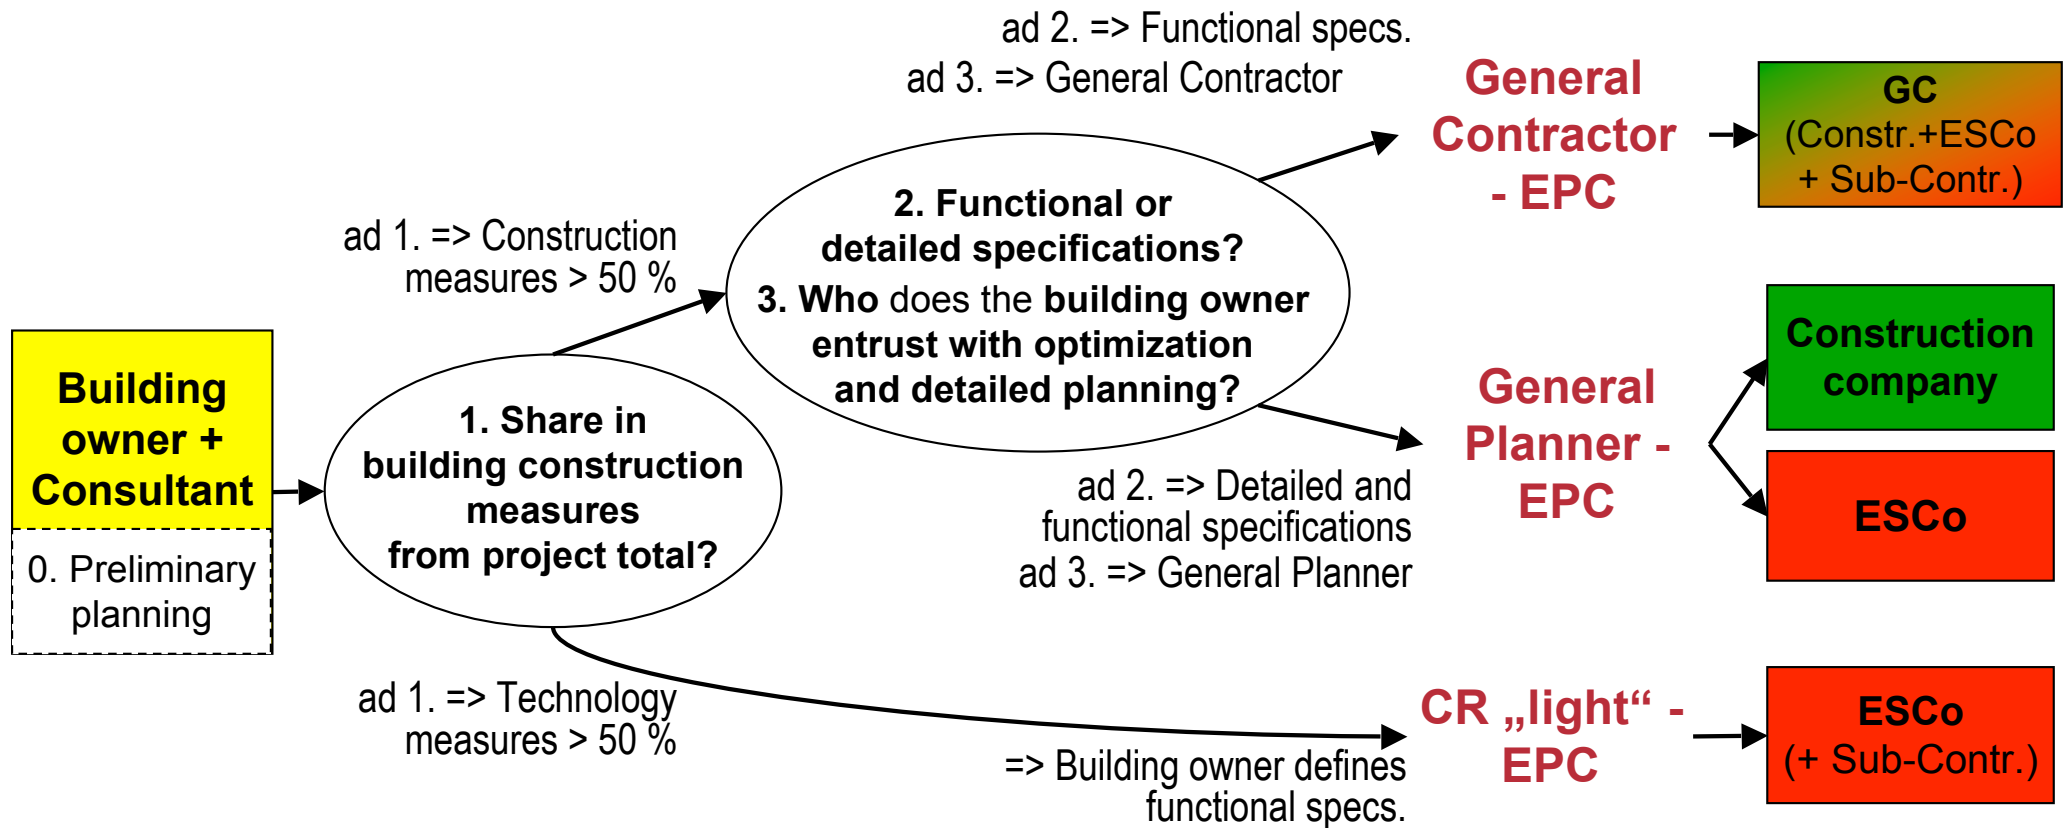 Building
owner +
Consultant
0. Preliminary
planning
1. Share in
building construction
measures
from project total?
ad 1. => Construction
measures > 50 %
ad 1. => Technology
measures > 50 %
2. Functional or
detailed specifications?
3. Who does the building owner
entrust with optimization
and detailed planning?
ad 2. => Functional specs.
ad 3. => General Contractor
General
Contractor
- EPC
GC
(Constr.+ESCo
+ Sub-Contr.)
ad 2. => Detailed and
functional specifications
ad 3. => General Planner
General
Planner -
EPC
Construction
company
ESCo
=> Building owner defines
functional specs.
CR „light“ -
EPC
ESCo
(+ Sub-Contr.)